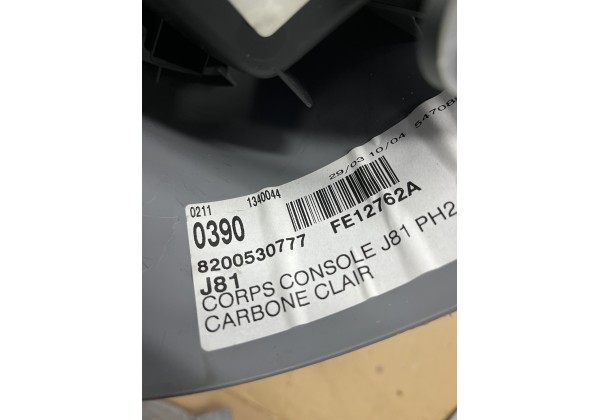 0211 1340044 29/03 10/04
0390 FE12762A
8200530777
J81
CORPS CONSOLE J81 PH2
CARBONE CLAIR